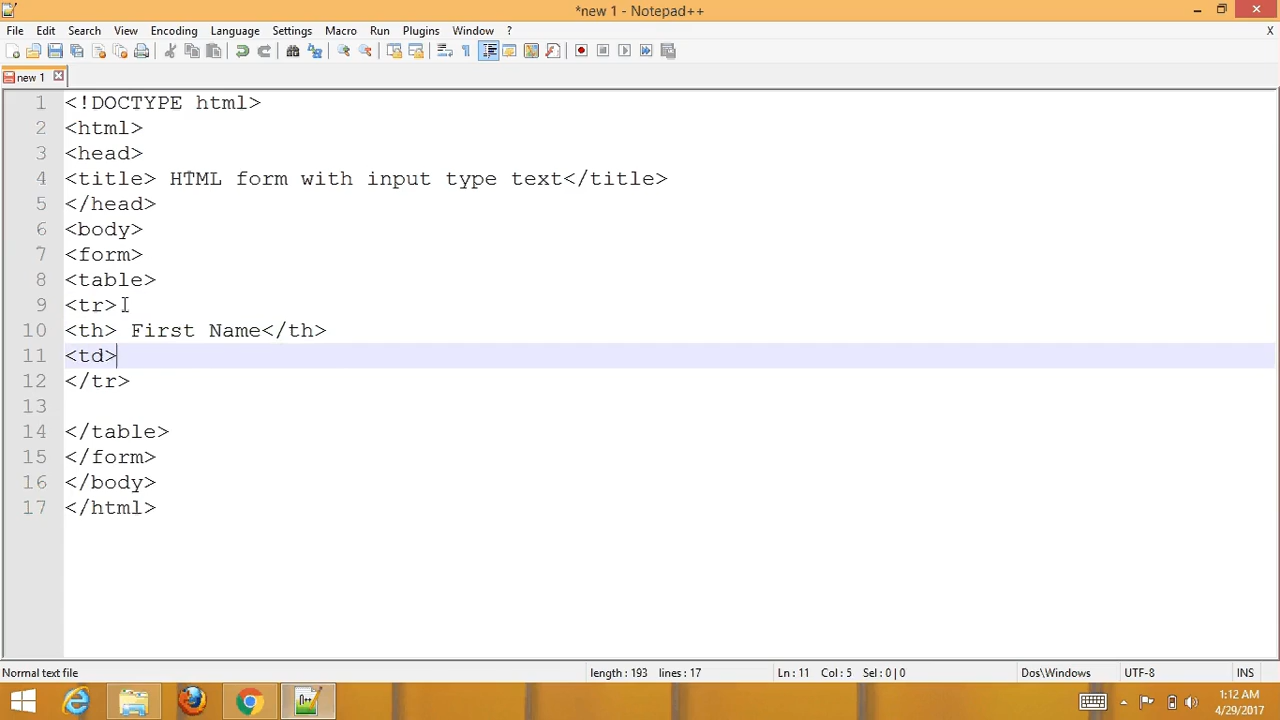 *new 1 - Notepad++
File Edit Search View Encoding Language Settings Macro Run Plugins Window ? X
new 1
1 <!DOCTYPE html>
2 <html>
3 <head>
4 <title> HTML form with input type text</title>
5 </head>
6 <body>
7 <form>
8 <table>
9 <tr>
10 <th> First Name</th>
11 <td>
12 </tr>
13
14 </table>
15 </form>
16 </body>
17 </html>
Normal text file length : 193 lines : 17 Ln : 11 Col : 5 Sel : 0 | 0 Dos\Windows UTF-8 INS
1:12 AM
4/29/2017